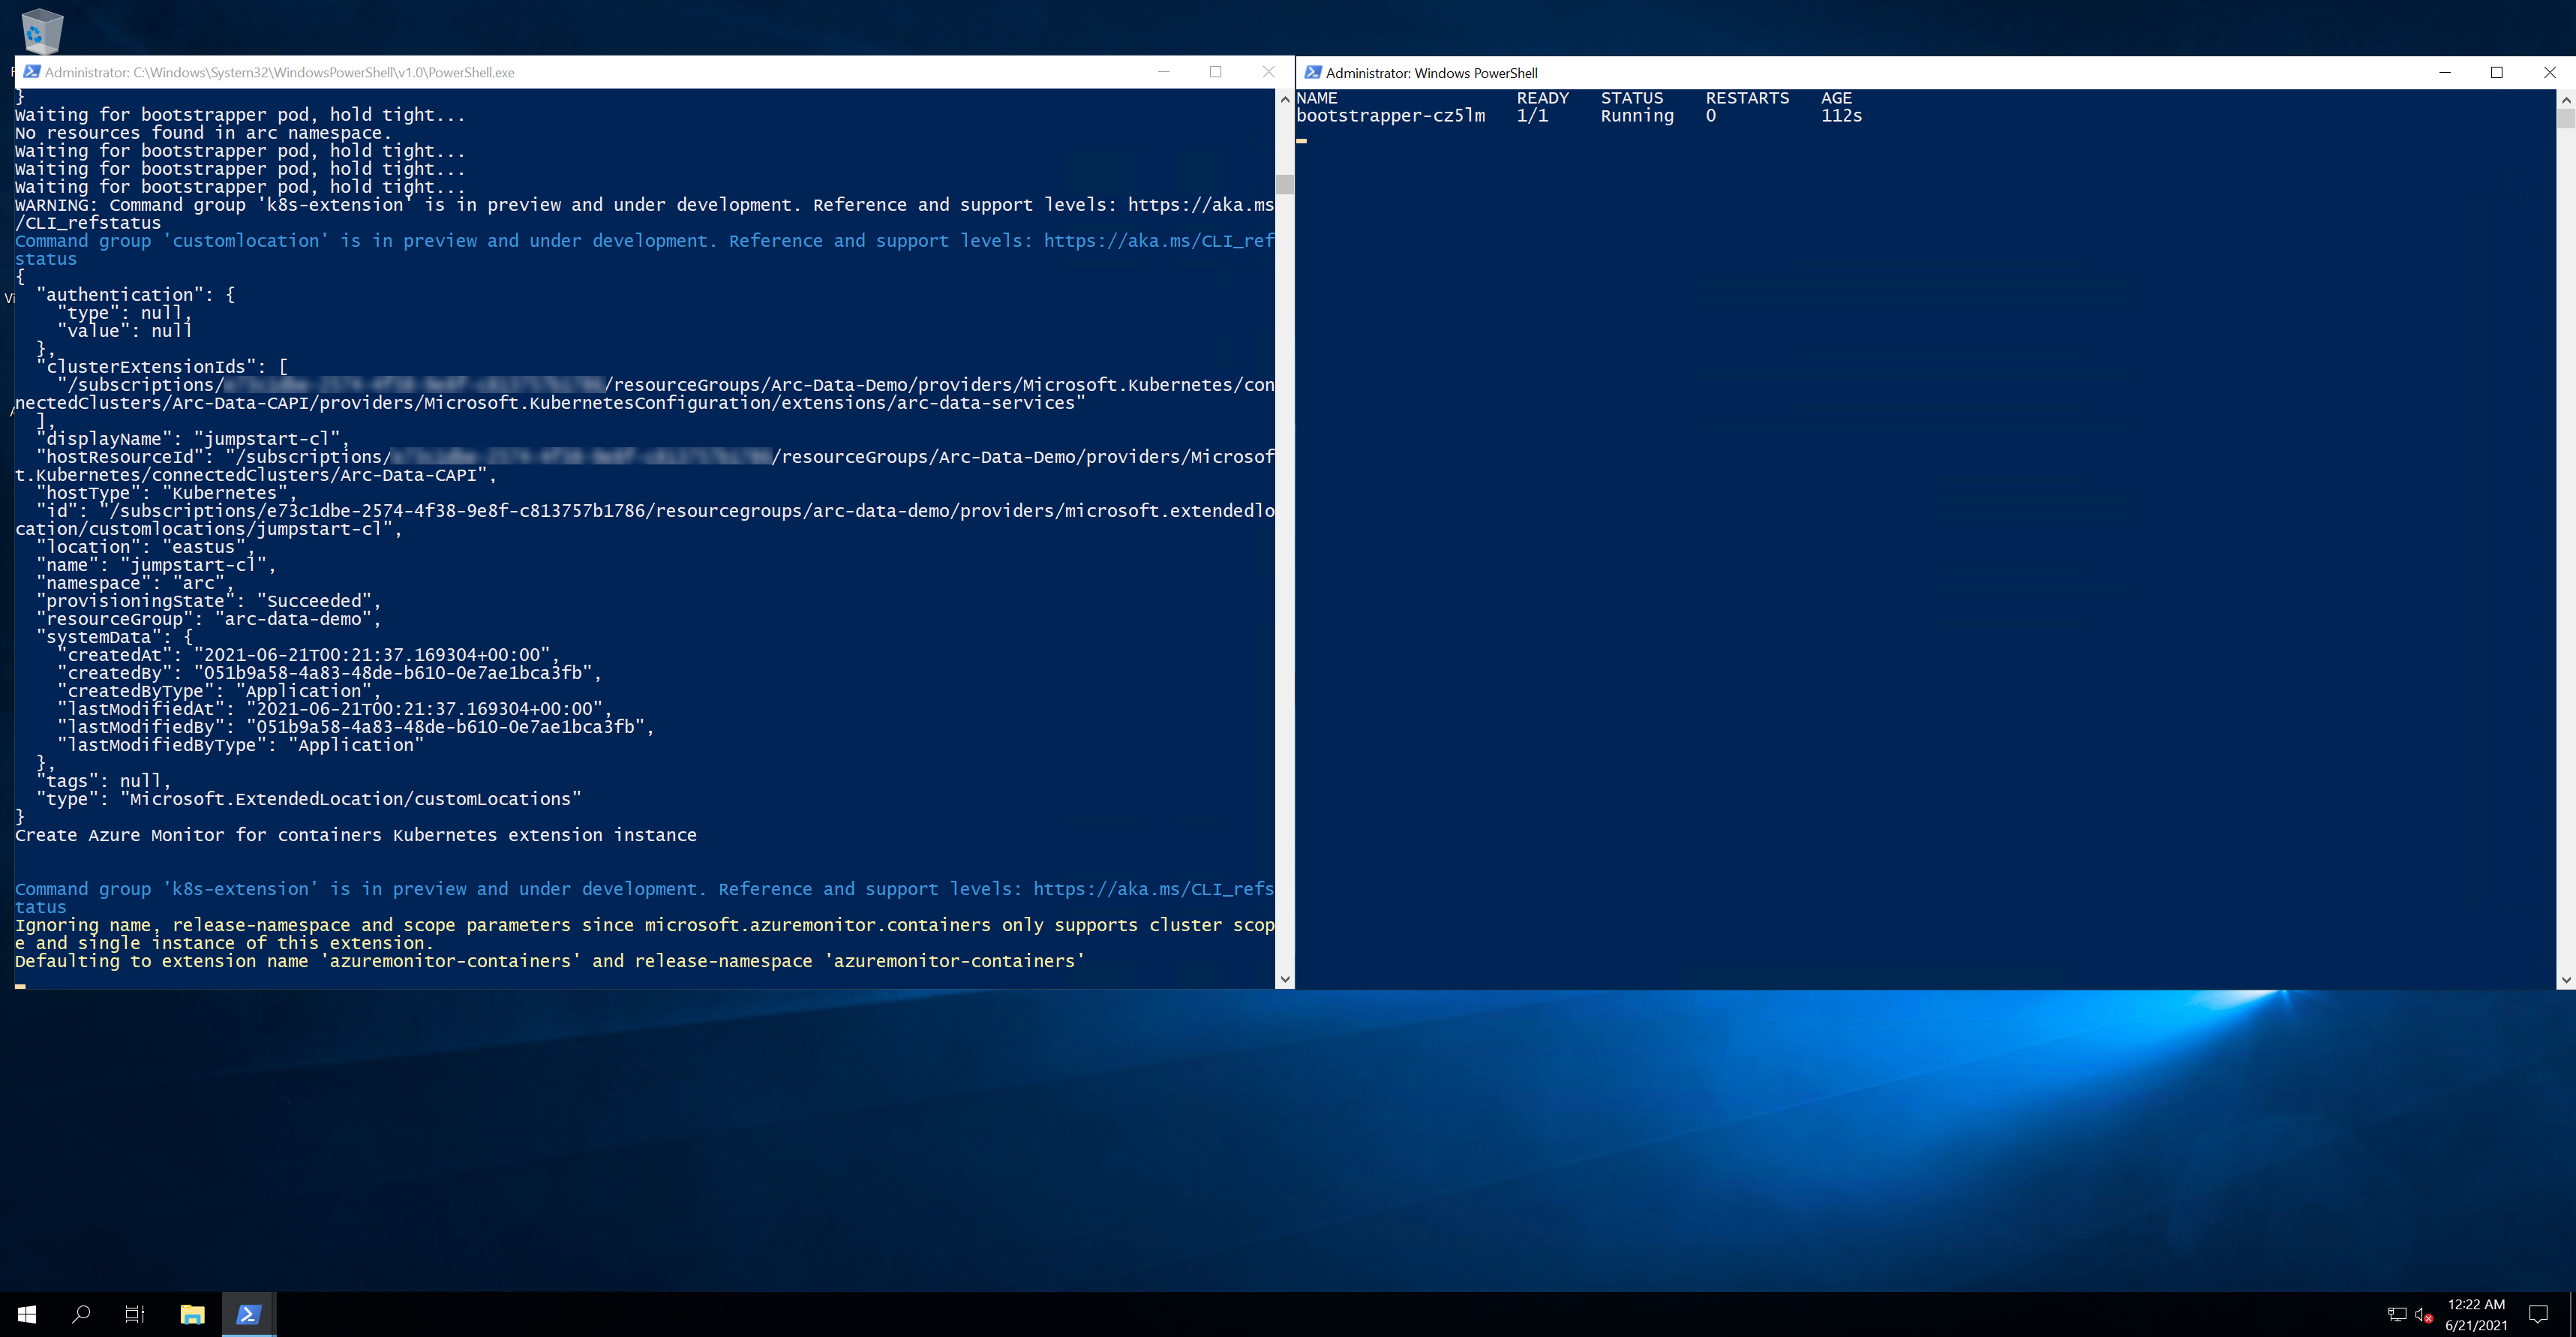 Administrator: C:\Windows\System32\WindowsPowerShell\v1.0\PowerShell.exe
}
Waiting for bootstrapper pod, hold tight...
No resources found in arc namespace.
Waiting for bootstrapper pod, hold tight...
Waiting for bootstrapper pod, hold tight...
Waiting for bootstrapper pod, hold tight...
WARNING: Command group 'k8s-extension' is in preview and under development. Reference and support levels: https://aka.ms
/CLI_refstatus
Command group 'customlocation' is in preview and under development. Reference and support levels: https://aka.ms/CLI_ref
status
{
"authentication": {
"type": null,
"value": null
},
"clusterExtensionIds": [
"/subscriptions/ /resourceGroups/Arc-Data-Demo/providers/Microsoft.Kubernetes/con
nectedClusters/Arc-Data-CAPI/providers/Microsoft.KubernetesConfiguration/extensions/arc-data-services"
],
"displayName": "jumpstart-cl",
"hostResourceId": "/subscriptions/ /resourceGroups/Arc-Data-Demo/providers/Microsof
t.Kubernetes/connectedClusters/Arc-Data-CAPI",
"hostType": "Kubernetes",
"id": "/subscriptions/e73c1dbe-2574-4f38-9e8f-c813757b1786/resourcegroups/arc-data-demo/providers/microsoft.extendedlo
cation/customlocations/jumpstart-cl",
"location": "eastus",
"name": "jumpstart-cl",
"namespace": "arc",
"provisioningState": "Succeeded",
"resourceGroup": "arc-data-demo",
"systemData": {
"createdAt": "2021-06-21T00:21:37.169304+00:00",
"createdBy": "051b9a58-4a83-48de-b610-0e7ae1bca3fb",
"createdByType": "Application",
"lastModifiedAt": "2021-06-21T00:21:37.169304+00:00",
"lastModifiedBy": "051b9a58-4a83-48de-b610-0e7ae1bca3fb",
"lastModifiedByType": "Application"
},
"tags": null,
"type": "Microsoft.ExtendedLocation/customLocations"
}
Create Azure Monitor for containers Kubernetes extension instance
Command group 'k8s-extension' is in preview and under development. Reference and support levels: https://aka.ms/CLI_refs
tatus
Ignoring name, release-namespace and scope parameters since microsoft.azuremonitor.containers only supports cluster scop
e and single instance of this extension.
Defaulting to extension name 'azuremonitor-containers' and release-namespace 'azuremonitor-containers'
Administrator: Windows PowerShell
NAME READY STATUS RESTARTS AGE
bootstrapper-cz5lm 1/1 Running 0 112s
12:22 AM
6/21/2021